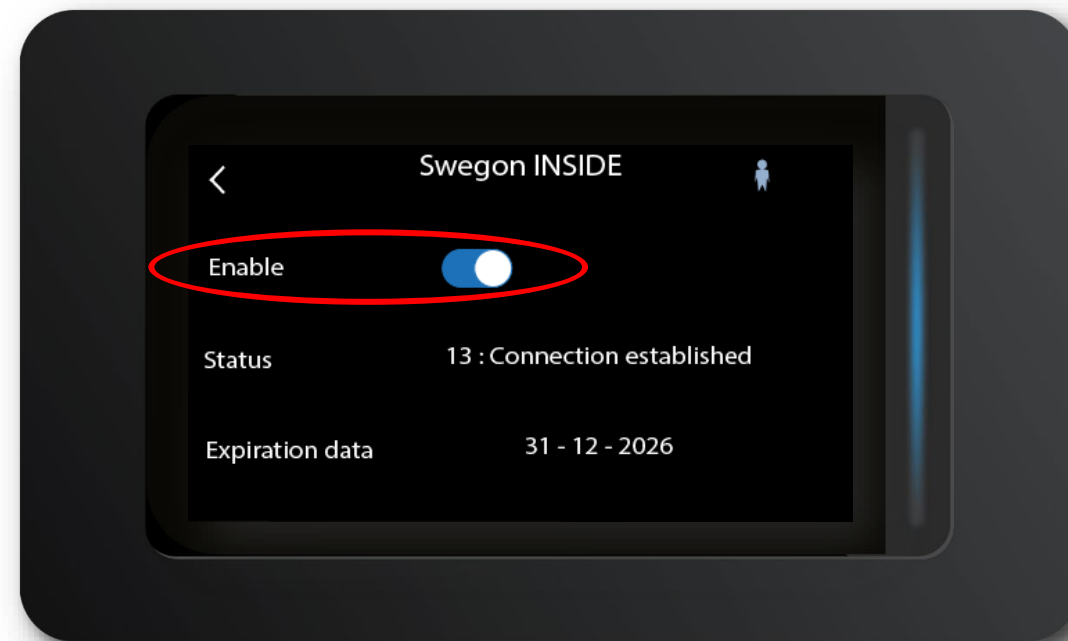 Swegon INSIDE
Enable
Status 13 : Connection established
Expiration data 31 - 12 - 2026